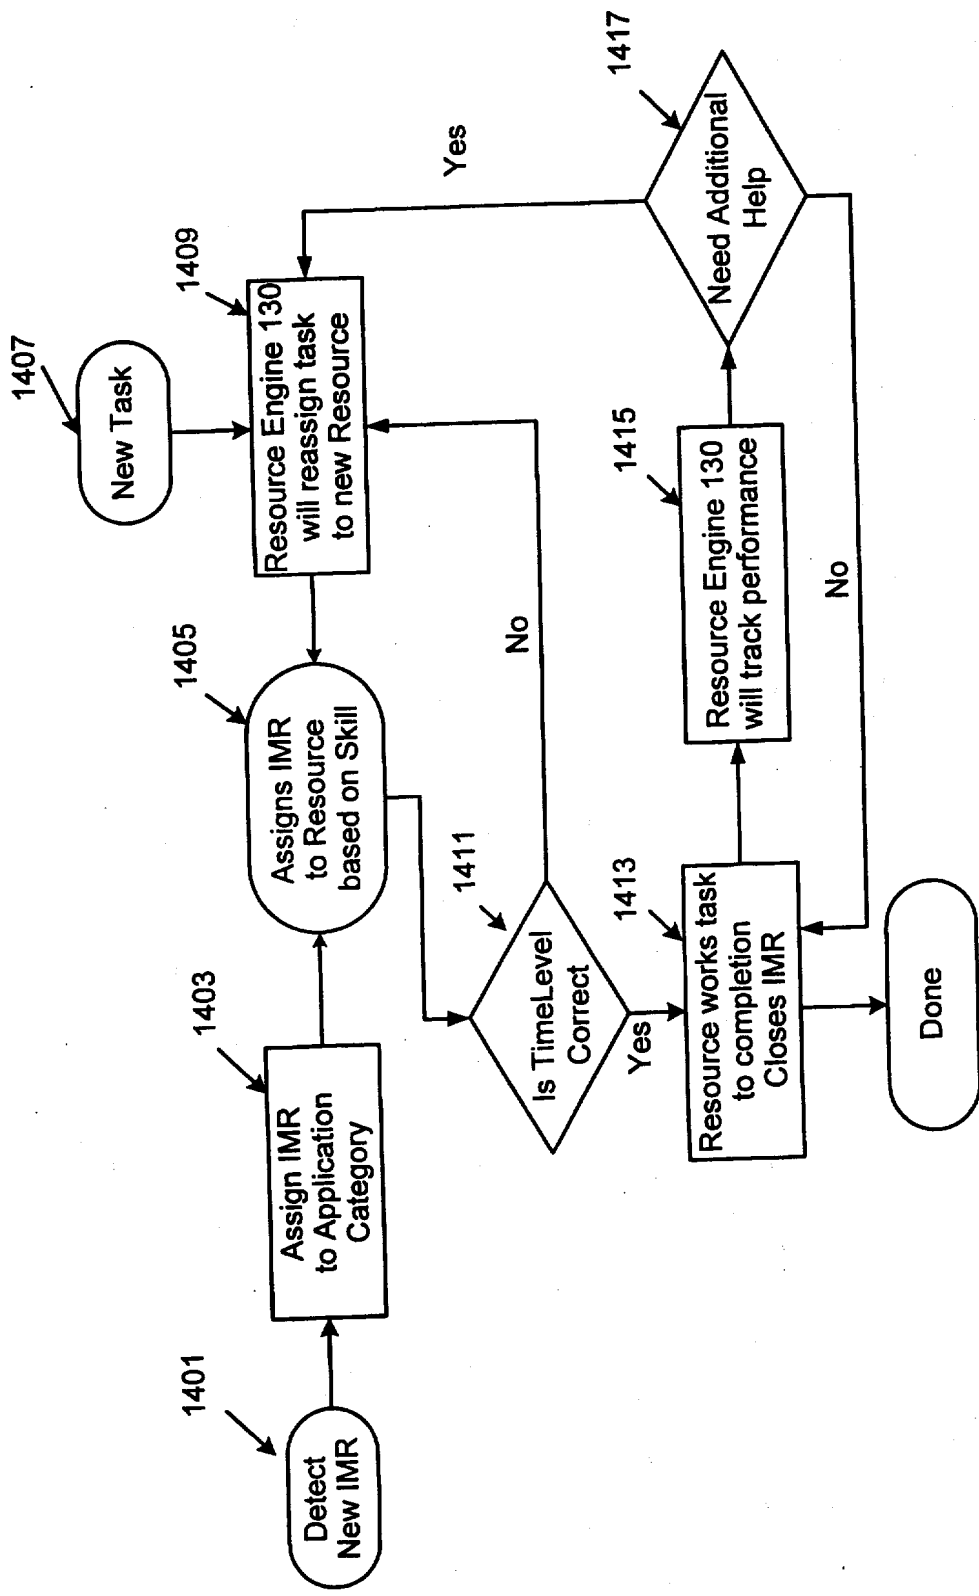 1407
New Task
1401
Detect
New IMR
1403
Assign IMR
to Application
Category
1405
Assigns IMR
to Resource
based on Skill
1409
Resource Engine 130
will reassign task
to new Resource
Yes
1411
Is TimeLevel
Correct
No
Yes
1413
Resource works task
to completion
Closes IMR
1415
Resource Engine 130
will track performance
1417
Need Additional
Help
No
Done